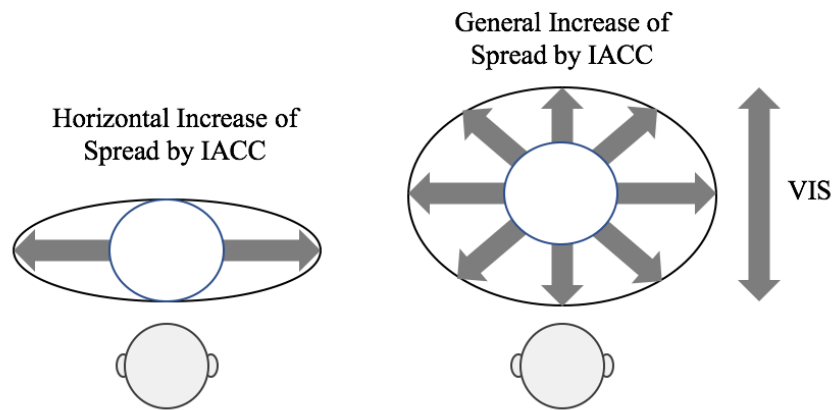 Horizontal Increase of
Spread by IACC
General Increase of
Spread by IACC
VIS